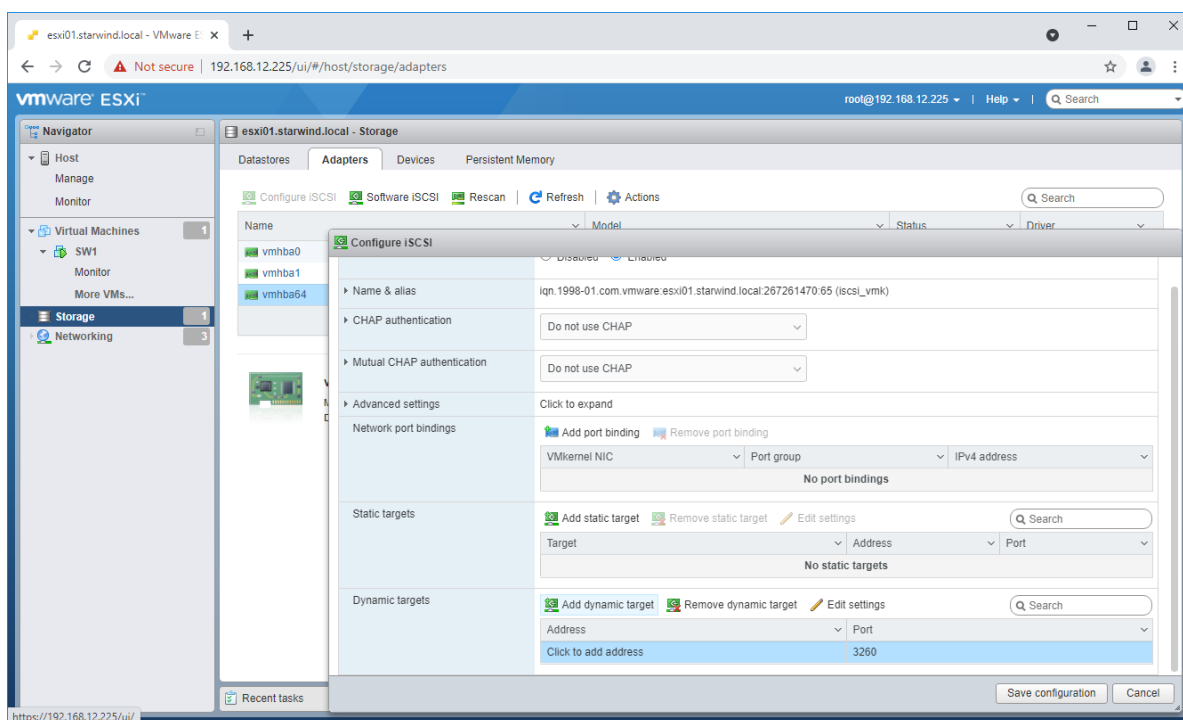 esxi01.starwind.local - VMware E
192.168.12.225/ui/#/host/storage/adapters
Not secure
vmware ESXi™
root@192.168.12.225
Help
Search
Navigator
Host
Manage
Monitor
Virtual Machines 1
SW1
Monitor
More VMs...
Storage 1
Networking 3
esxi01.starwind.local - Storage
Datastores Adapters Devices Persistent Memory
Configure iSCSI Software iSCSI Rescan Refresh Actions Search
Name Model Status Driver
vmhba0
vmhba1
vmhba64
Configure iSCSI
Disabled Enabled
Name & alias iqn.1998-01.com.vmware:esxi01.starwind.local:267261470:65 (iscsi_vmk)
CHAP authentication Do not use CHAP
Mutual CHAP authentication Do not use CHAP
Advanced settings Click to expand
Network port bindings
Add port binding Remove port binding
VMkernel NIC Port group IPv4 address
No port bindings
Static targets
Add static target Remove static target Edit settings Search
Target Address Port
No static targets
Dynamic targets
Add dynamic target Remove dynamic target Edit settings Search
Address Port
Click to add address 3260
Save configuration Cancel
Recent tasks
https://192.168.12.225/ui/